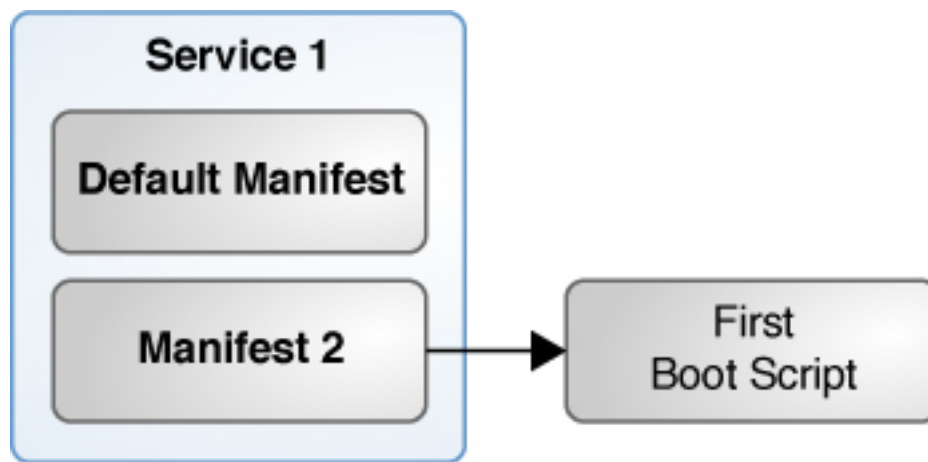 Service 1
Default Manifest
Manifest 2
First
Boot Script